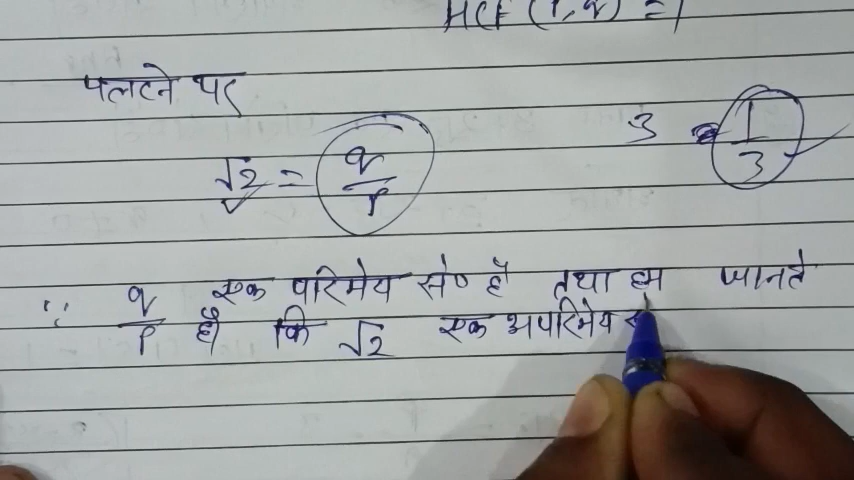 HCF (P, q) = 1
पलटने पर
√2 = q/P
3 1/3
∵ q/P एक परिमेय सं० है तथा हम जानते
हैं कि √2 एक अपरिमेय